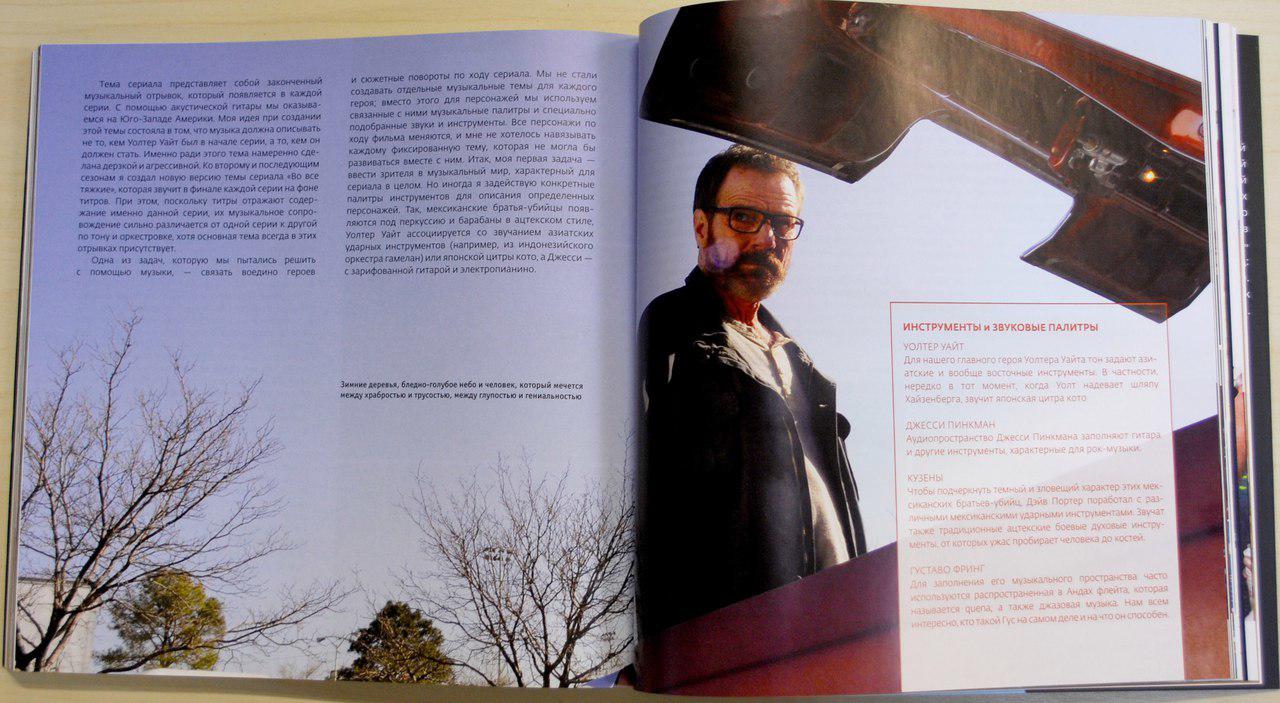 Тема сериала представляет собой законченный
музыкальный отрывок, который появляется в каждой
серии. С помощью акустической гитары мы оказыва-
емся на Юго-Западе Америки. Моя идея при создании
этой темы состояла в том, что музыка должна описывать
не то, кем Уолтер Уайт был в начале серии, а то, кем он
должен стать. Именно ради этого тема намеренно сде-
лана дерзкой и агрессивной. Ко второму и последующим
сезонам я создал новую версию темы сериала «Во все
тяжкие», которая звучит в финале каждой серии на фоне
титров. При этом, поскольку титры отражают содер-
жание именно данной серии, их музыкальное сопро-
вождение сильно различается от одной серии к другой
по тону и оркестровке, хотя основная тема всегда в этих
отрывках присутствует.
Одна из задач, которую мы пытались решить
с помощью музыки, — связать воедино героев
и сюжетные повороты по ходу сериала. Мы не стали
создавать отдельные музыкальные темы для каждого
героя; вместо этого для персонажей мы используем
связанные с ними музыкальные палитры и специально
подобранные звуки и инструменты. Все персонажи по
ходу фильма меняются, и мне не хотелось навязывать
каждому фиксированную тему, которая не могла бы
развиваться вместе с ним. Итак, моя первая задача —
ввести зрителя в музыкальный мир, характерный для
сериала в целом. Но иногда я задействую конкретные
палитры инструментов для описания определенных
персонажей. Так, мексиканские братья-убийцы появ-
ляются под перкуссию и барабаны в ацтекском стиле,
Уолтер Уайт ассоциируется со звучанием азиатских
ударных инструментов (например, из индонезийского
оркестра гамелан) или японской цитры кото, а Джесси —
с зарифованной гитарой и электропианино.
Зимние деревья, бледно-голубое небо и человек, который мечется
между храбростью и трусостью, между глупостью и гениальностью
ИНСТРУМЕНТЫ и ЗВУКОВЫЕ ПАЛИТРЫ
УОЛТЕР УАЙТ
Для нашего главного героя Уолтера Уайта тон задают ази-
атские и вообще восточные инструменты. В частности,
нередко в тот момент, когда Уолт надевает шляпу
Хайзенберга, звучит японская цитра кото.
ДЖЕССИ ПИНКМАН
Аудиопространство Джесси Пинкмана заполняют гитара
и другие инструменты, характерные для рок-музыки.
КУЗЕНЫ
Чтобы подчеркнуть темный и зловещий характер этих мек-
сиканских братьев-убийц, Дэйв Портер поработал с раз-
личными мексиканскими ударными инструментами. Звучат
также традиционные ацтекские боевые духовые инстру-
менты, от которых ужас пробирает человека до костей.
ГУСТАВО ФРИНГ
Для заполнения его музыкального пространства часто
используются распространенная в Андах флейта, которая
называется quena, а также джазовая музыка. Нам всем
интересно, кто такой Гус на самом деле и на что он способен.